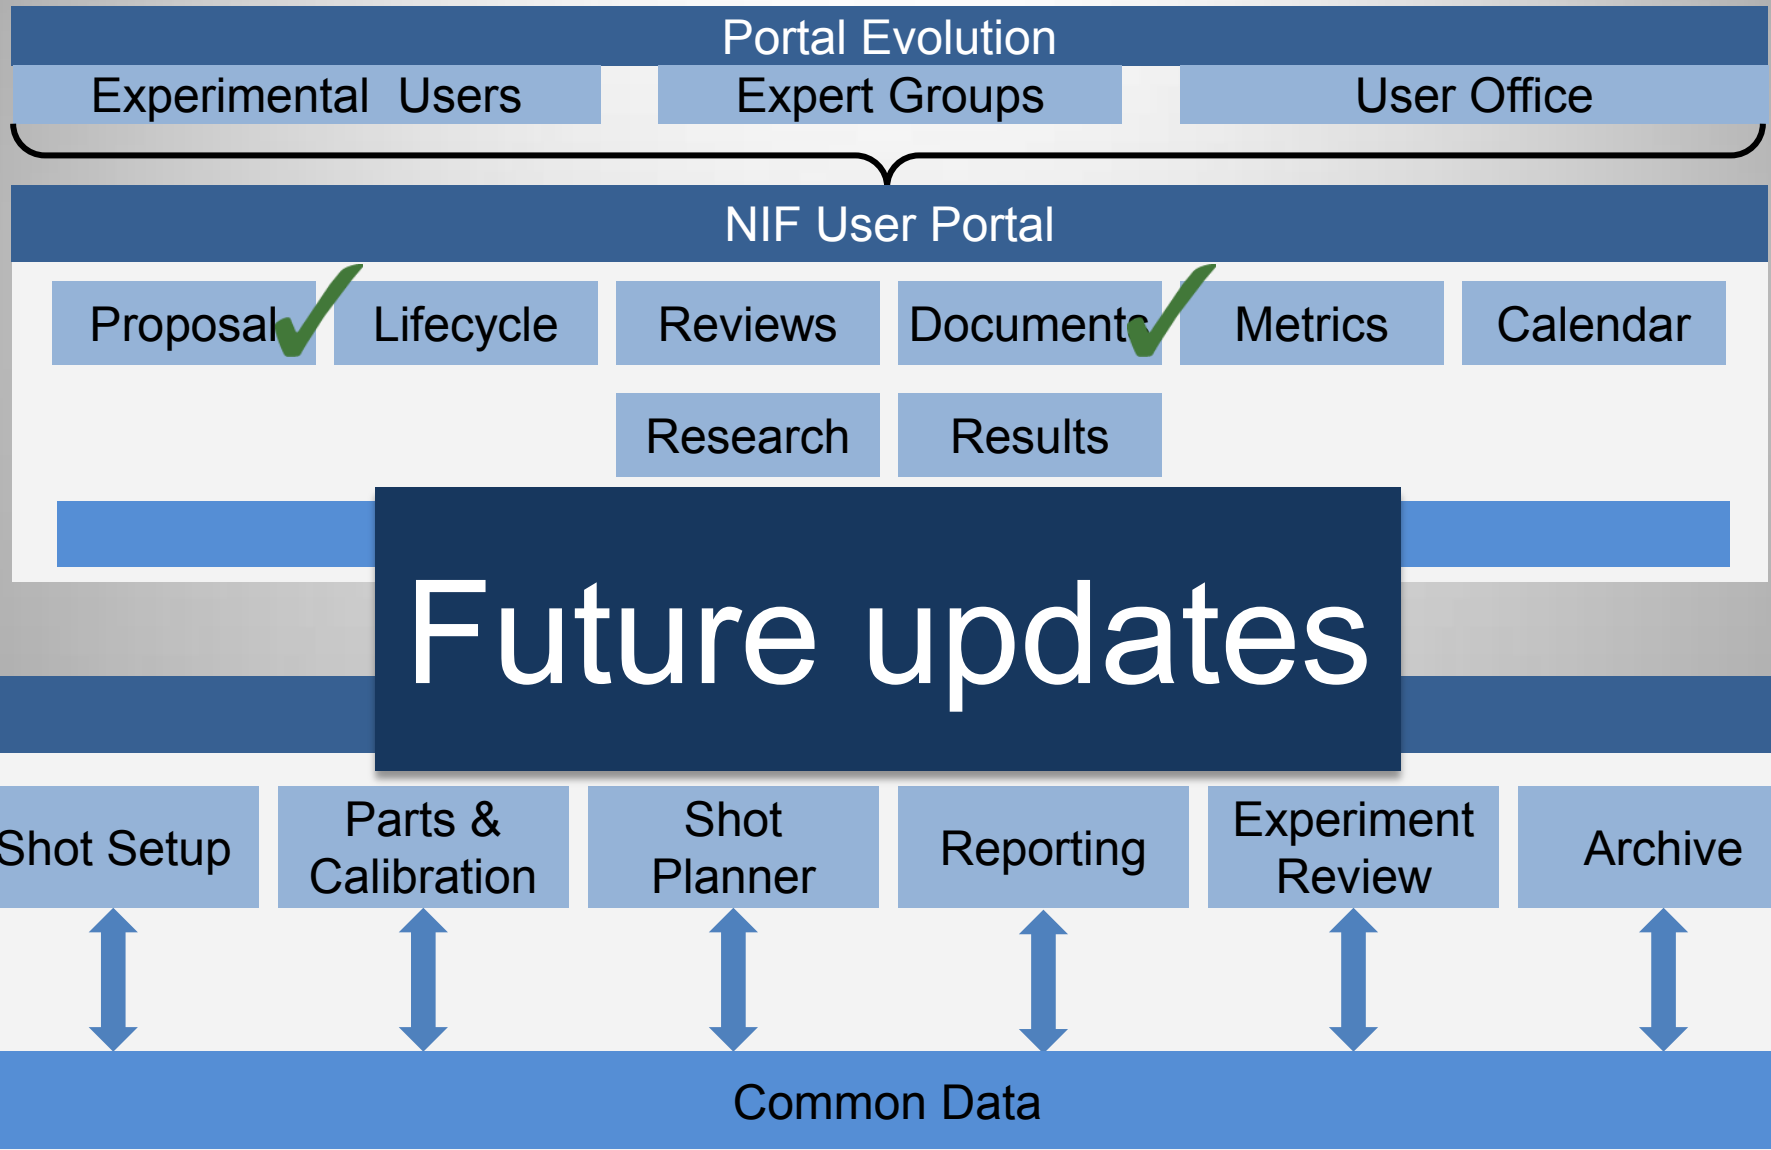 Portal Evolution
Experimental Users
Expert Groups
User Office
NIF User Portal
Proposal
Lifecycle
Reviews
Documents
Metrics
Calendar
Research
Results
Future updates
Shot Setup
Parts &
Calibration
Shot
Planner
Reporting
Experiment
Review
Archive
Common Data